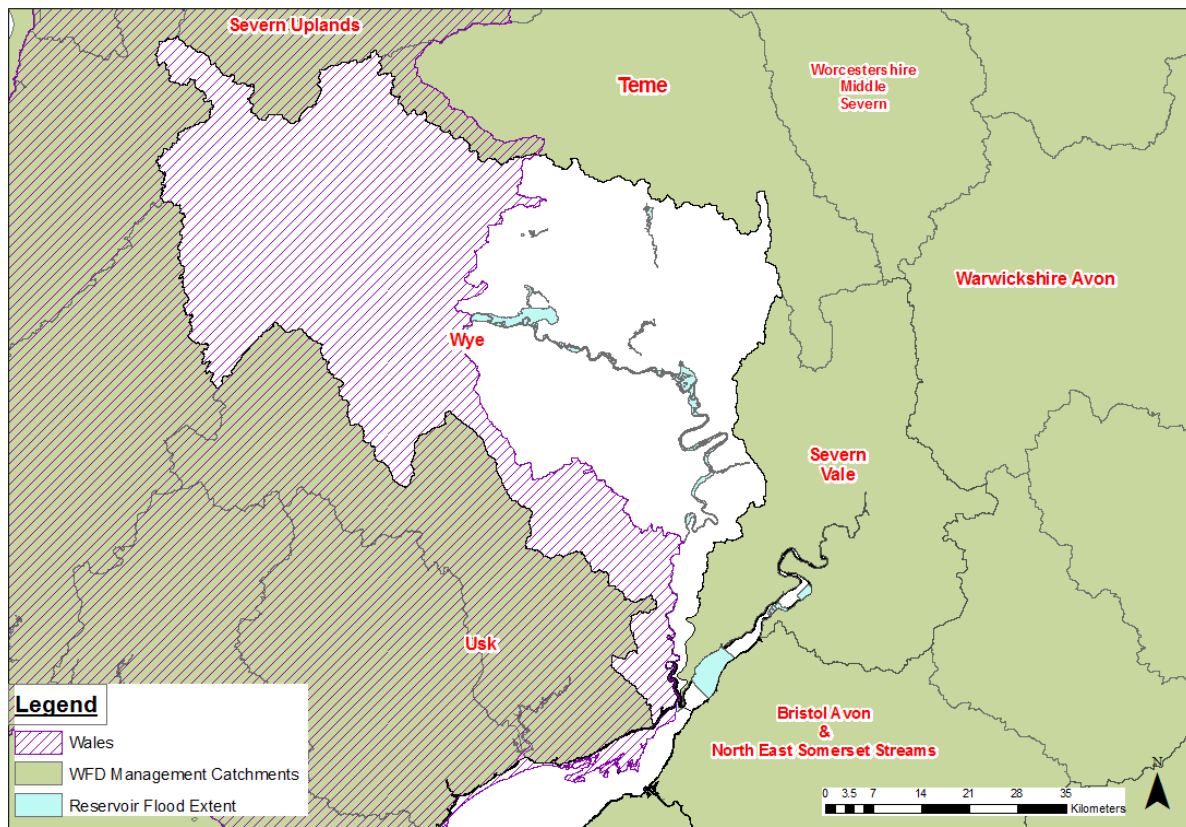 Severn Uplands
Teme
Worcestershire
Middle
Severn
Warwickshire Avon
Wye
Severn
Vale
Usk
Bristol Avon
&
North East Somerset Streams
Legend
Wales
WFD Management Catchments
Reservoir Flood Extent
N
0 3.5 7 14 21 28 35
Kilometers